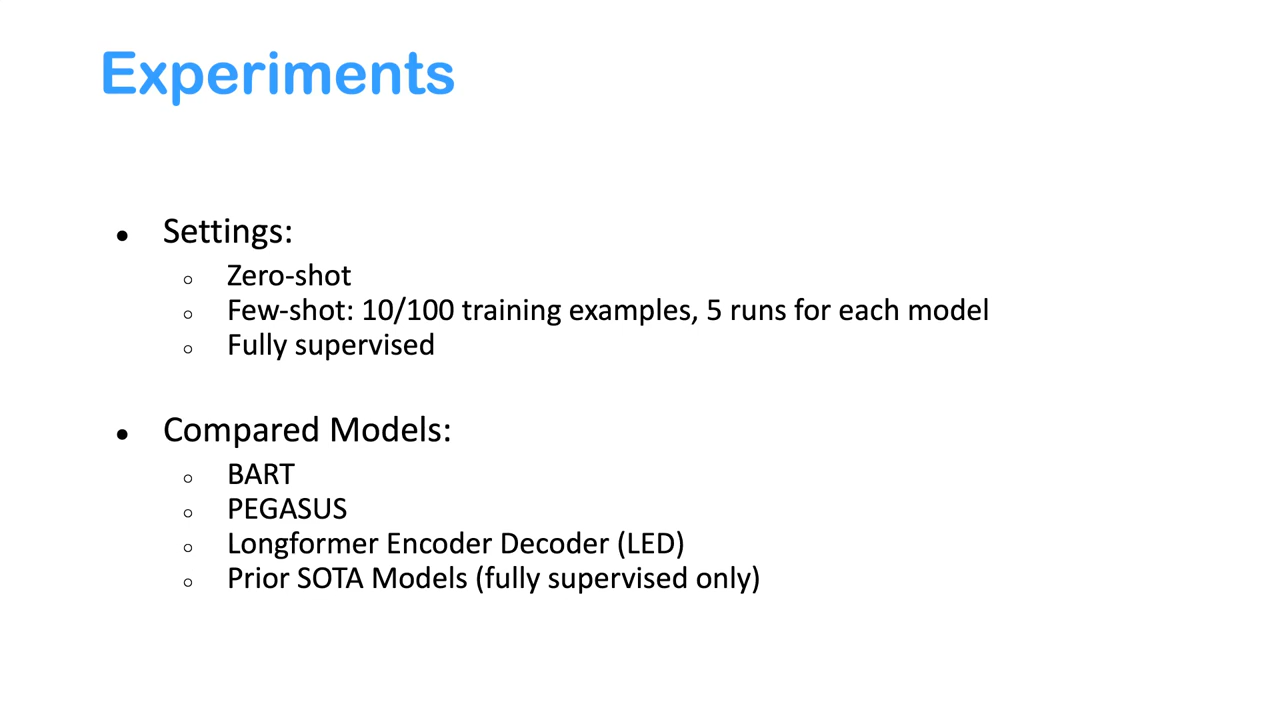 Experiments
● Settings:
○ Zero-shot
○ Few-shot: 10/100 training examples, 5 runs for each model
○ Fully supervised
● Compared Models:
○ BART
○ PEGASUS
○ Longformer Encoder Decoder (LED)
○ Prior SOTA Models (fully supervised only)